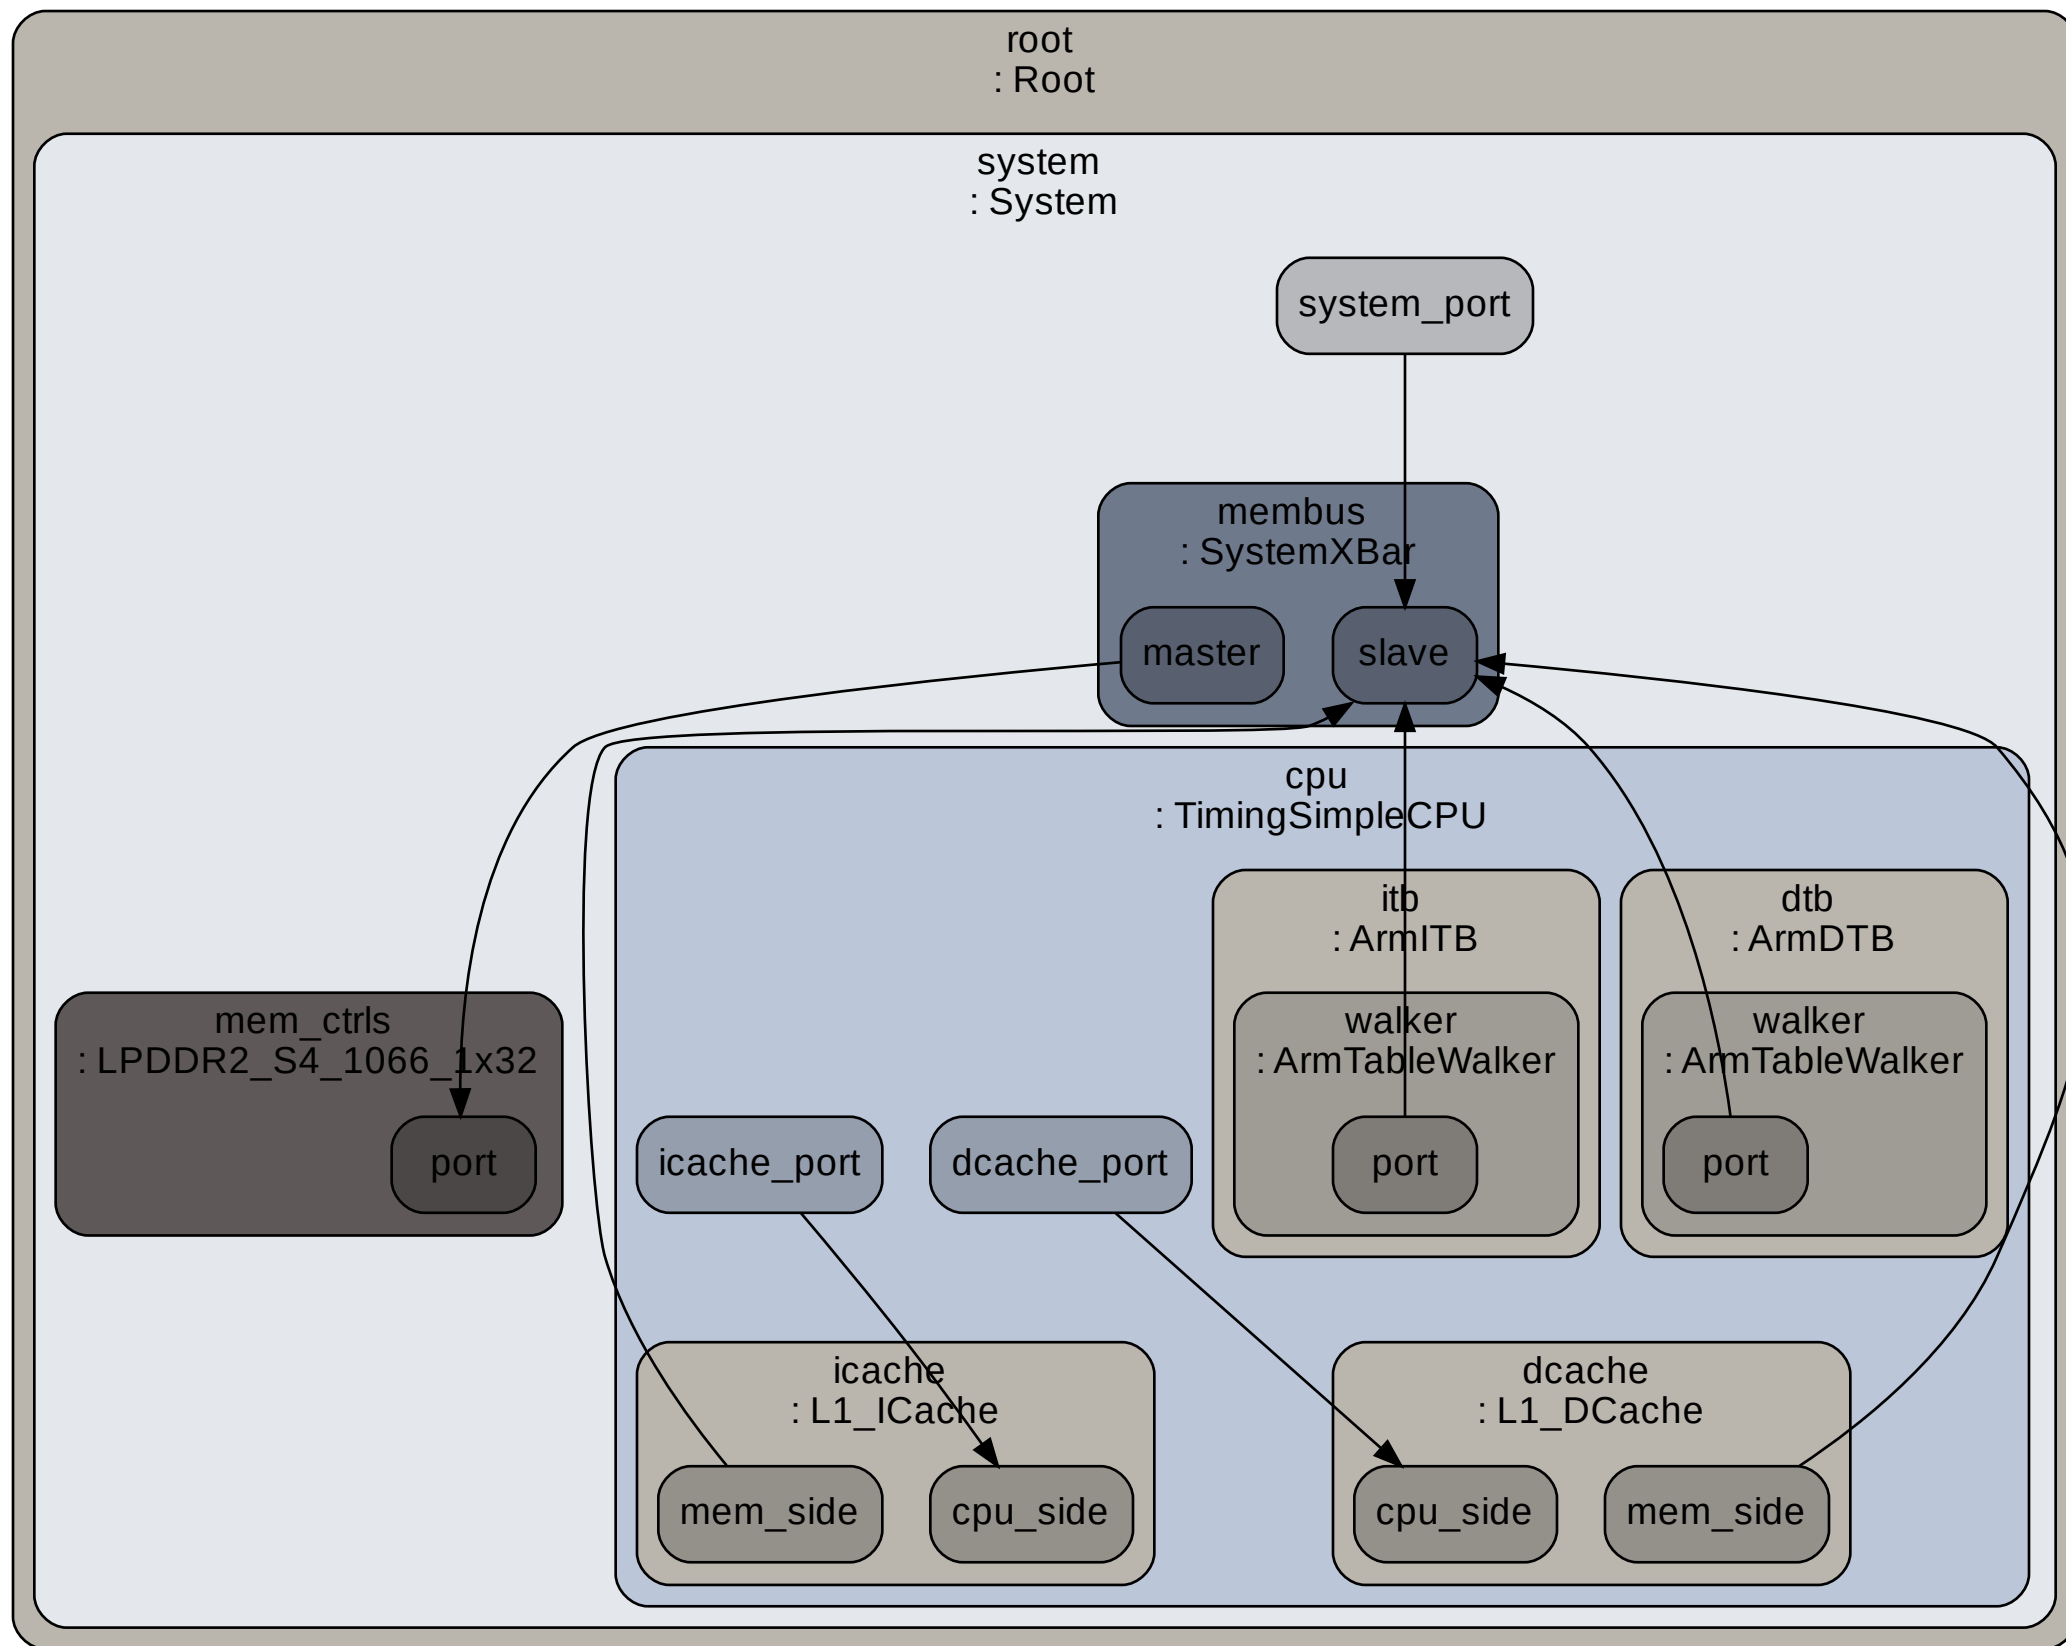 root
: Root
system
: System
system_port
membus
: SystemXBar
master
slave
cpu
: TimingSimpleCPU
itb
: ArmITB
dtb
: ArmDTB
mem_ctrls
: LPDDR2_S4_1066_1x32
walker
: ArmTableWalker
walker
: ArmTableWalker
port
icache_port
dcache_port
port
port
icache
: L1_ICache
dcache
: L1_DCache
mem_side
cpu_side
cpu_side
mem_side